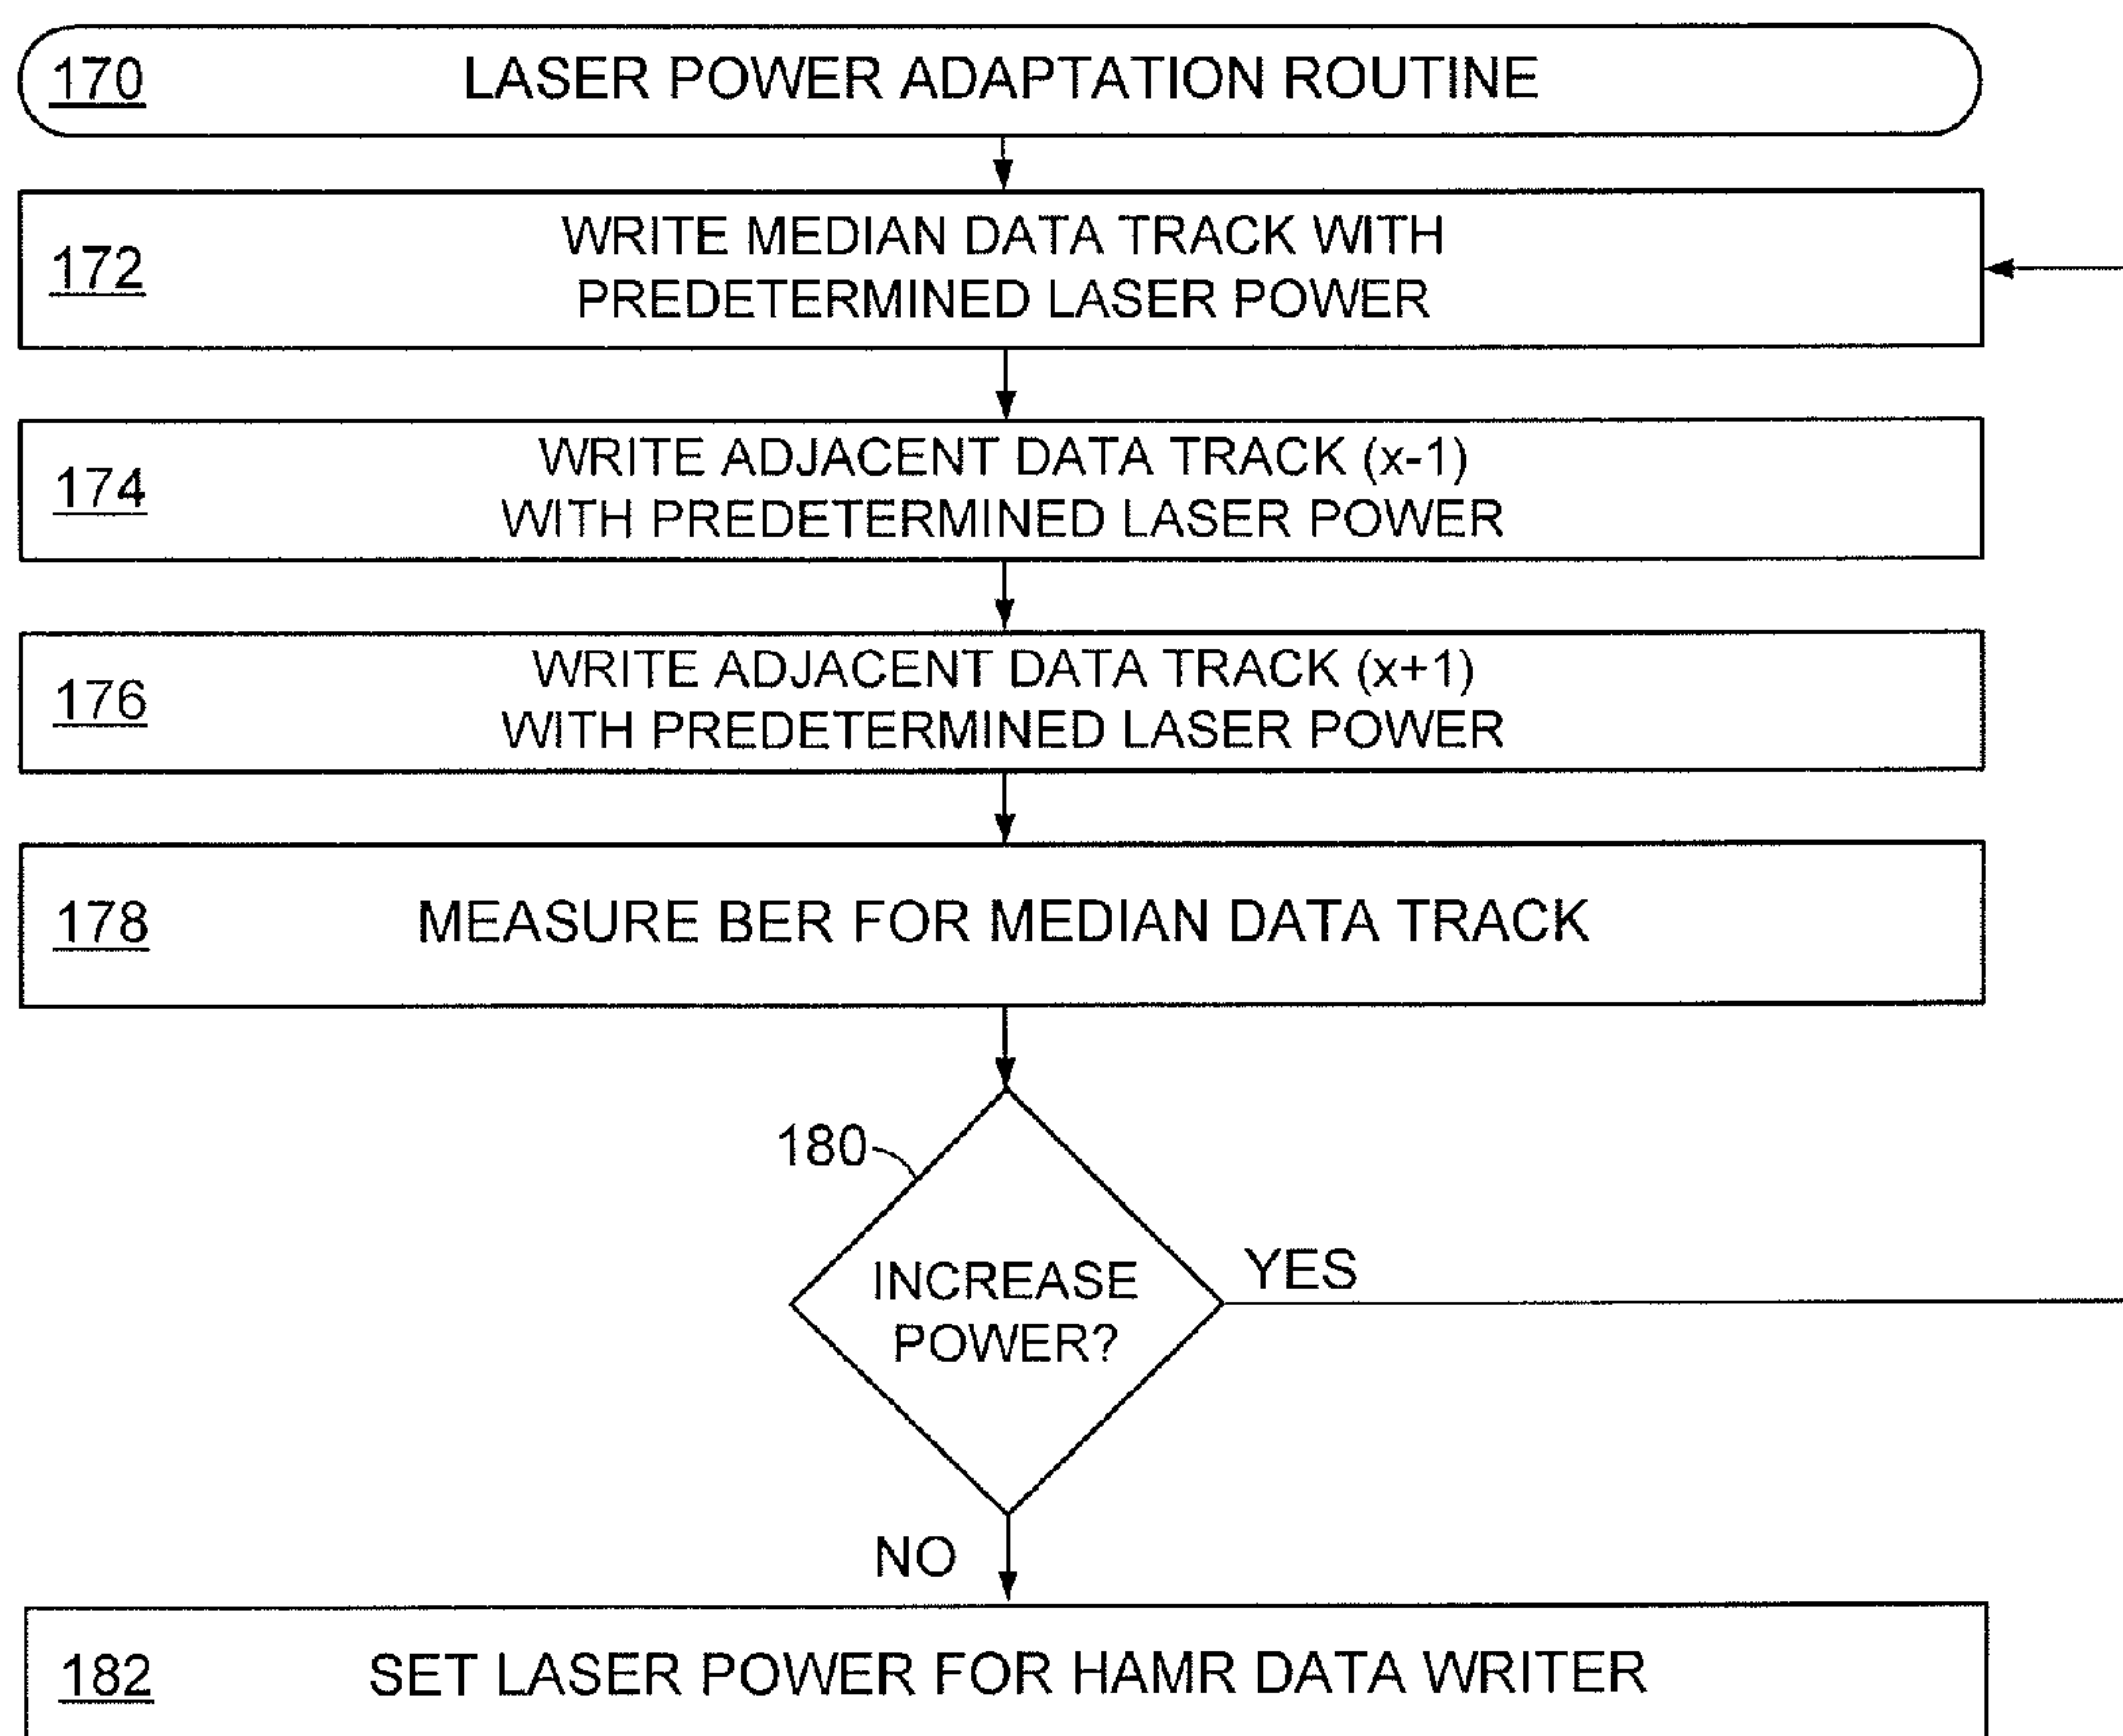 170 LASER POWER ADAPTATION ROUTINE
172 WRITE MEDIAN DATA TRACK WITH
PREDETERMINED LASER POWER
174 WRITE ADJACENT DATA TRACK (x-1)
WITH PREDETERMINED LASER POWER
176 WRITE ADJACENT DATA TRACK (x+1)
WITH PREDETERMINED LASER POWER
178 MEASURE BER FOR MEDIAN DATA TRACK
180
INCREASE
POWER?
YES
NO
182 SET LASER POWER FOR HAMR DATA WRITER